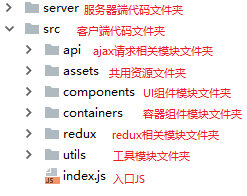 server 服务器端代码文件夹
src 客户端代码文件夹
api ajax请求相关模块文件夹
assets 共用资源文件夹
components UI组件模块文件夹
containers 容器组件模块文件夹
redux redux相关模块文件夹
utils 工具模块文件夹
index.js 入口JS